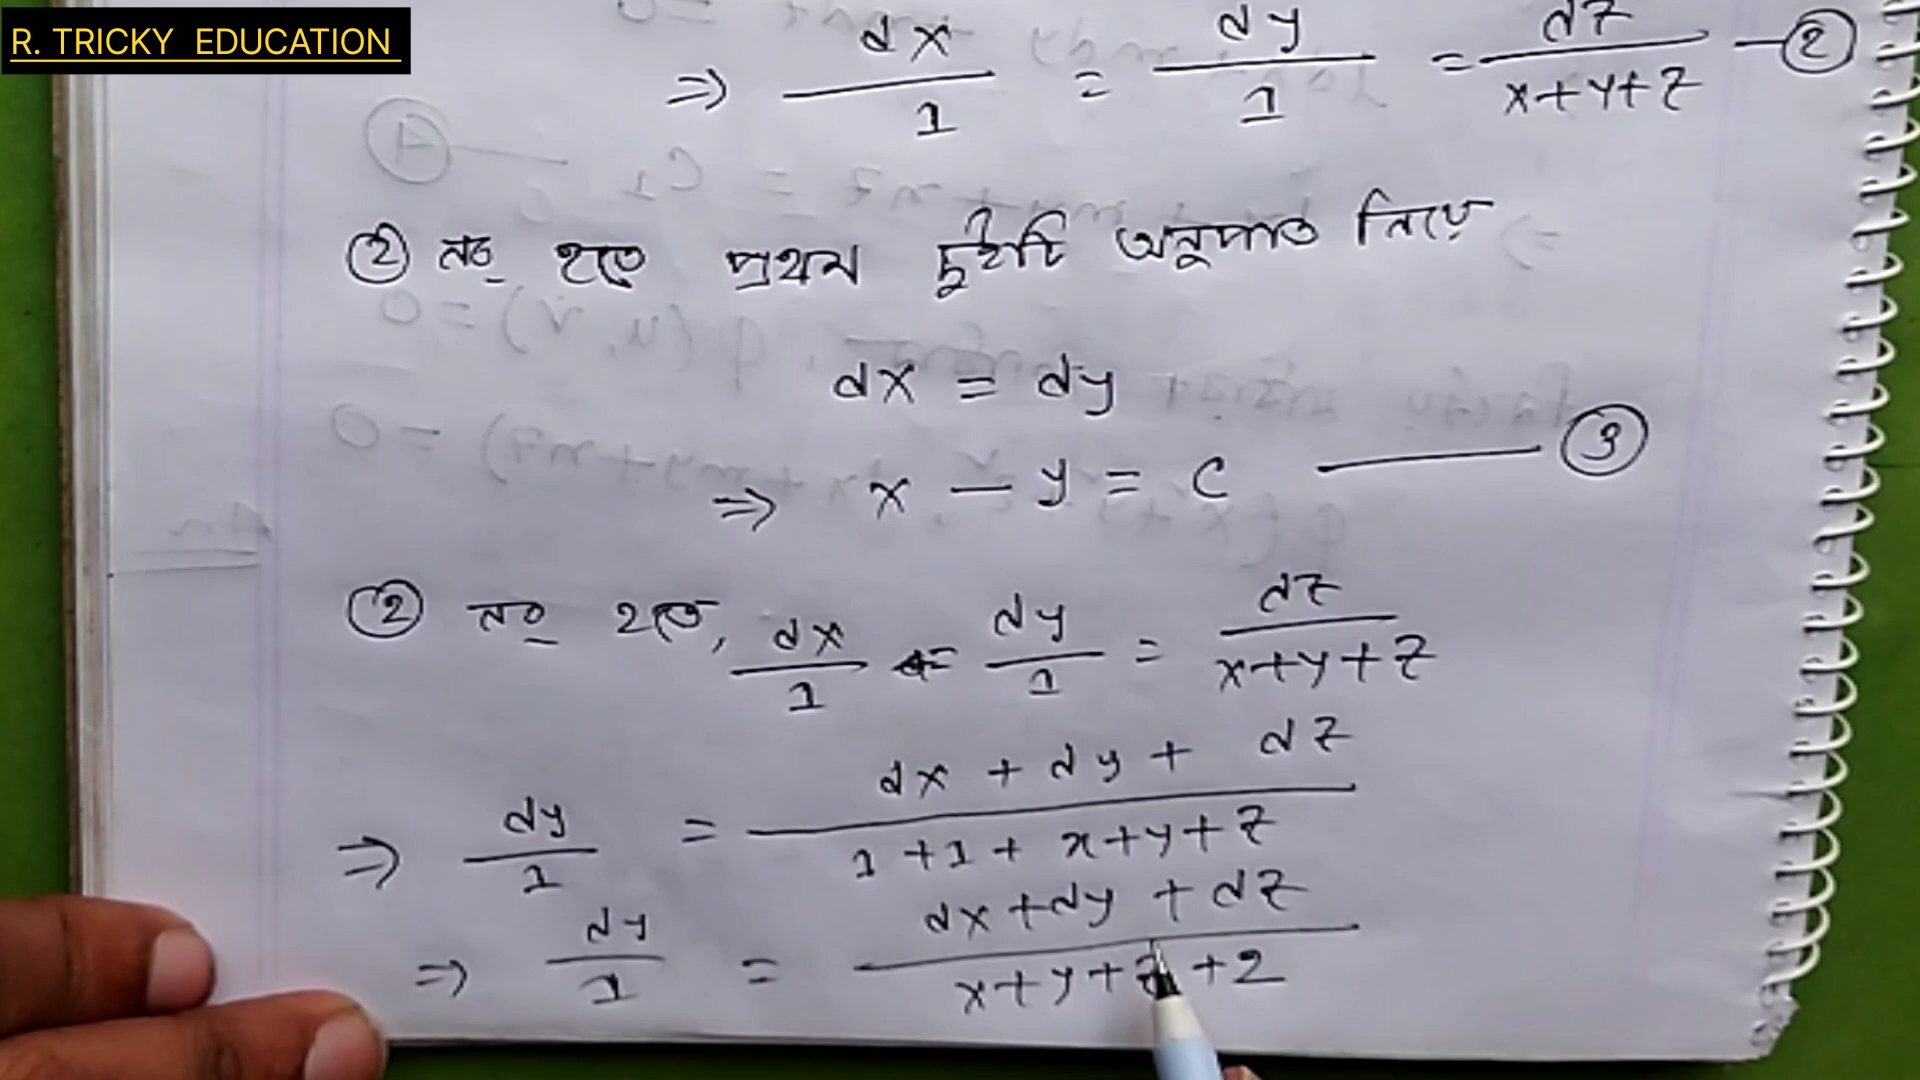 R. TRICKY EDUCATION
⇒ dx/1 = dy/1 = dz/x+y+z —②
② নং হতে প্রথম দুইটি অনুপাত নিয়ে
dx = dy
⇒ x − y = c —③
② নং হতে, dx/1 = dy/1 = dz/x+y+z
⇒ dy/1 = dx + dy + dz/1+1+x+y+z
⇒ dy/1 = dx+dy+dz/x+y+z+2